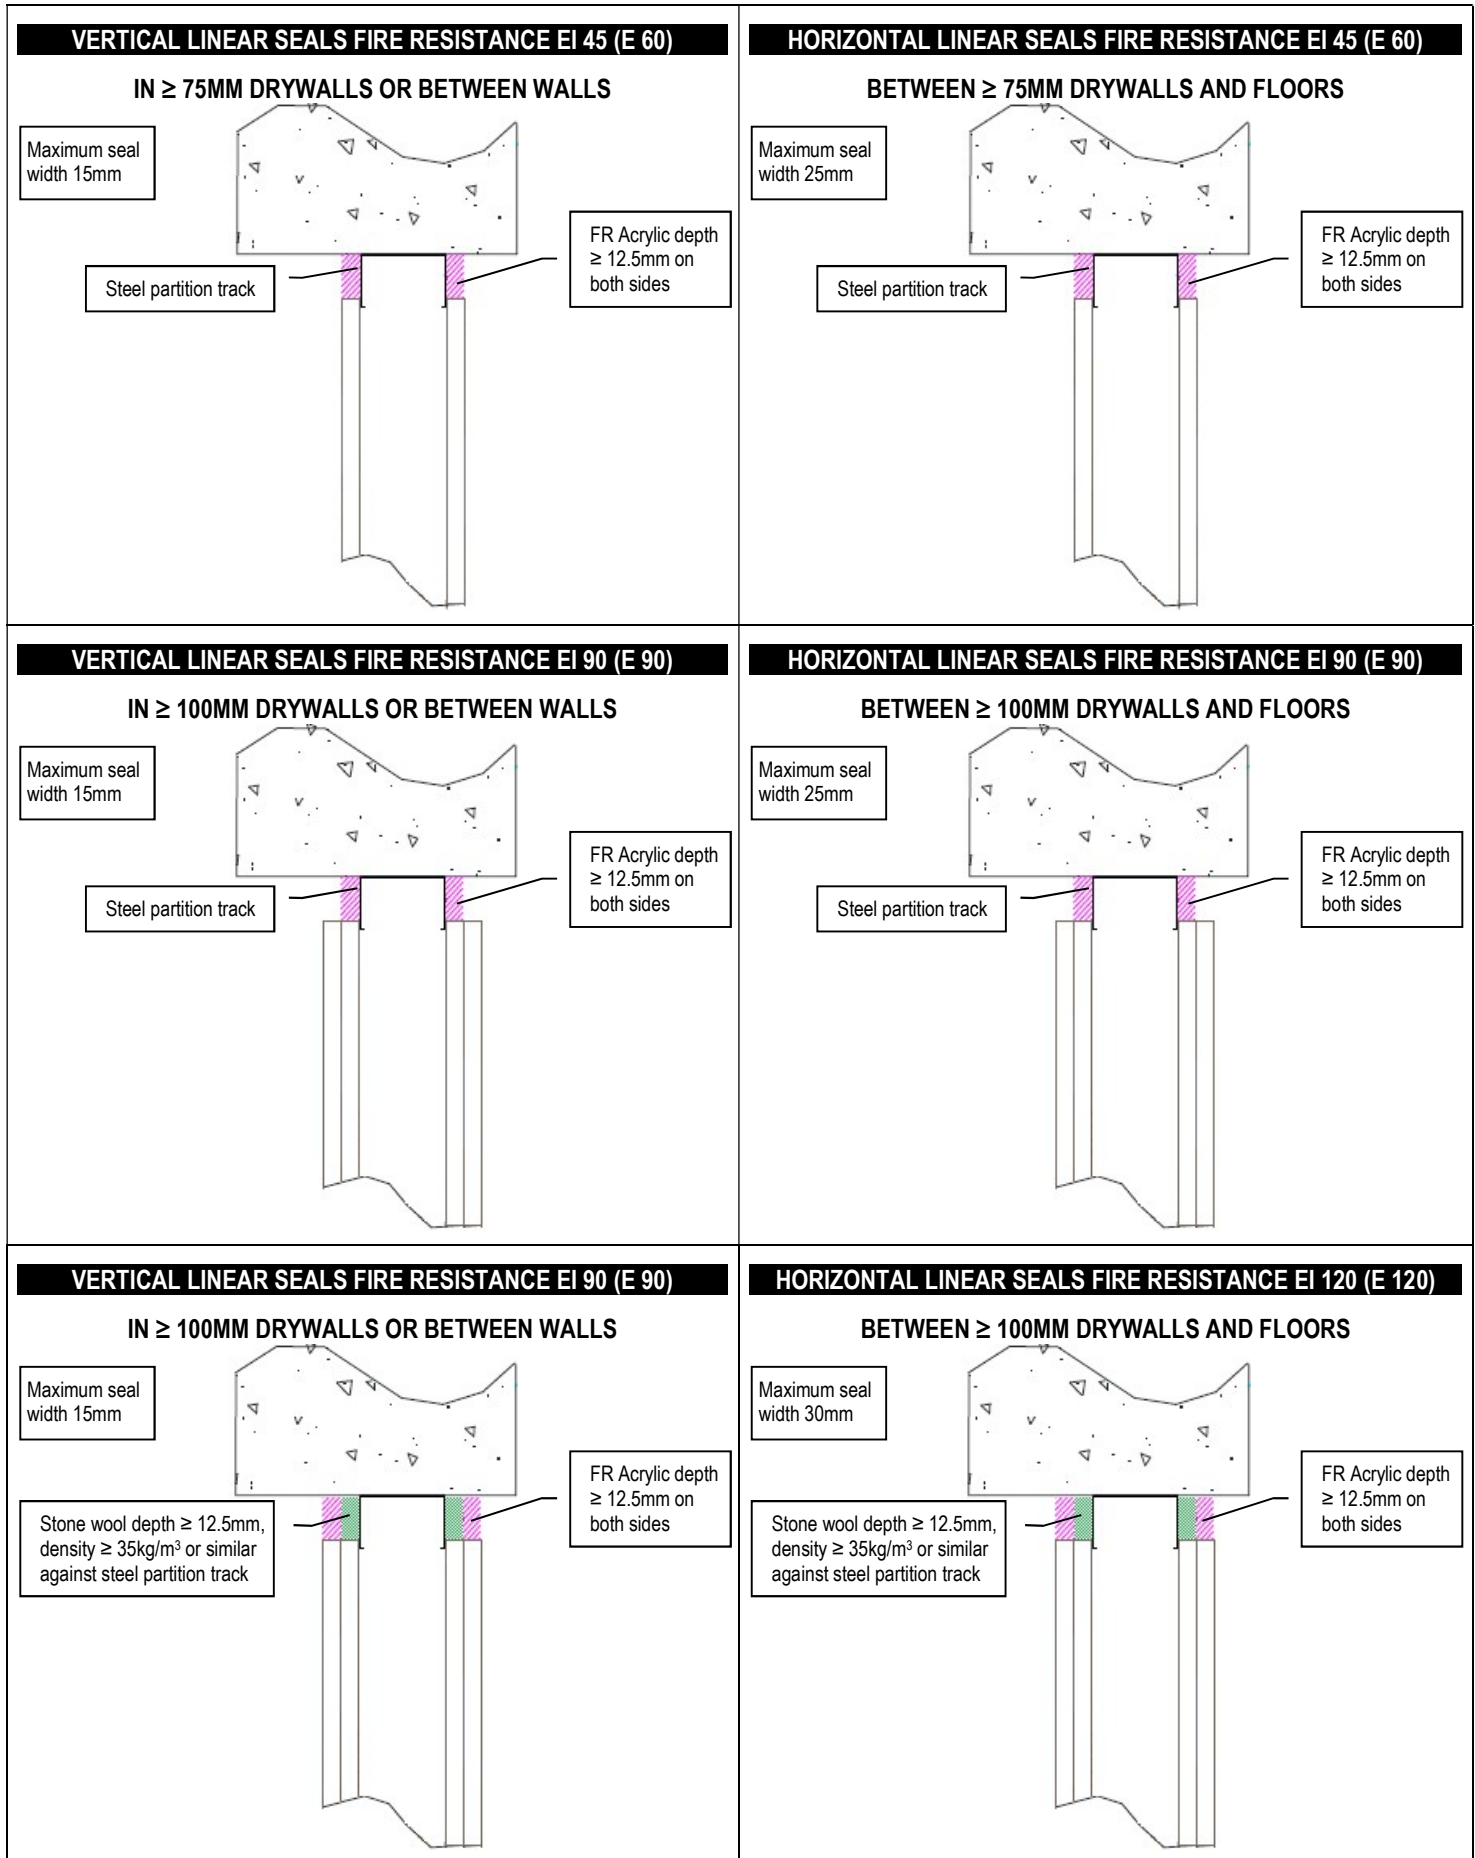 VERTICAL LINEAR SEALS FIRE RESISTANCE EI 45 (E 60)
IN ≥ 75MM DRYWALLS OR BETWEEN WALLS
Maximum seal
width 15mm
FR Acrylic depth
≥ 12.5mm on
both sides
Steel partition track
HORIZONTAL LINEAR SEALS FIRE RESISTANCE EI 45 (E 60)
BETWEEN ≥ 75MM DRYWALLS AND FLOORS
Maximum seal
width 25mm
FR Acrylic depth
≥ 12.5mm on
both sides
Steel partition track
VERTICAL LINEAR SEALS FIRE RESISTANCE EI 90 (E 90)
IN ≥ 100MM DRYWALLS OR BETWEEN WALLS
Maximum seal
width 15mm
FR Acrylic depth
≥ 12.5mm on
both sides
Steel partition track
HORIZONTAL LINEAR SEALS FIRE RESISTANCE EI 90 (E 90)
BETWEEN ≥ 100MM DRYWALLS AND FLOORS
Maximum seal
width 25mm
FR Acrylic depth
≥ 12.5mm on
both sides
Steel partition track
VERTICAL LINEAR SEALS FIRE RESISTANCE EI 90 (E 90)
IN ≥ 100MM DRYWALLS OR BETWEEN WALLS
Maximum seal
width 15mm
FR Acrylic depth
≥ 12.5mm on
both sides
Stone wool depth ≥ 12.5mm,
density ≥ 35kg/m³ or similar
against steel partition track
HORIZONTAL LINEAR SEALS FIRE RESISTANCE EI 120 (E 120)
BETWEEN ≥ 100MM DRYWALLS AND FLOORS
Maximum seal
width 30mm
FR Acrylic depth
≥ 12.5mm on
both sides
Stone wool depth ≥ 12.5mm,
density ≥ 35kg/m³ or similar
against steel partition track